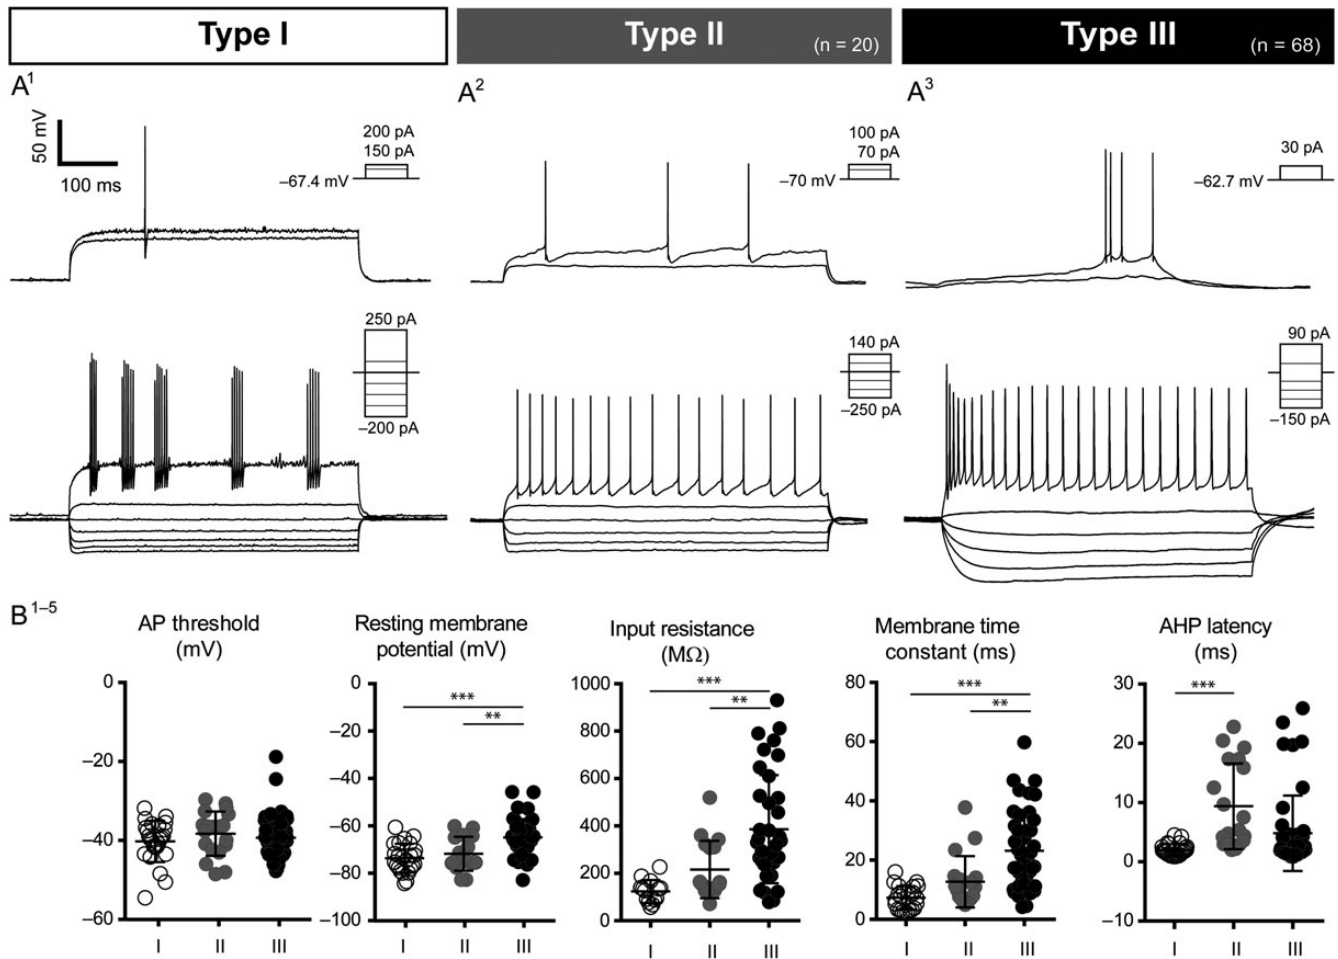 Type I
Type II (n = 20)
Type III (n = 68)
A1
A2
A3
50 mV
100 ms
200 pA
150 pA
–67.4 mV
100 pA
70 pA
–70 mV
30 pA
–62.7 mV
250 pA
–200 pA
140 pA
–250 pA
90 pA
–150 pA
B1–5
AP threshold
(mV)
0
–20
–40
–60
I II III
Resting membrane
potential (mV)
0
–20
–40
–60
–80
–100
***
**
I II III
Input resistance
(MΩ)
1000
800
600
400
200
0
***
**
I II III
Membrane time
constant (ms)
80
60
40
20
0
***
**
I II III
AHP latency
(ms)
30
20
10
0
–10
***
I II III